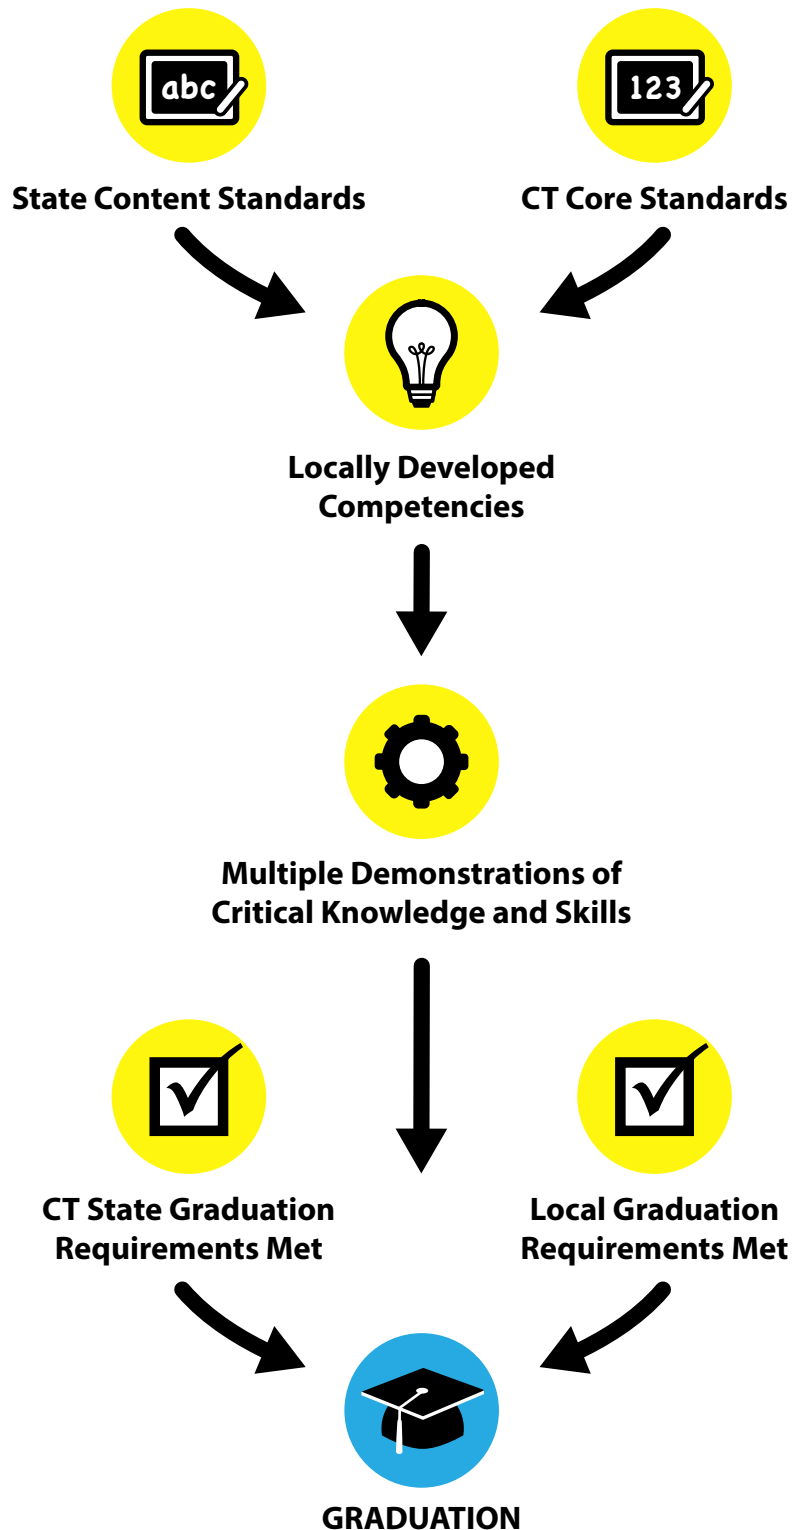 abc
123
State Content Standards
CT Core Standards
Locally Developed
Competencies
Multiple Demonstrations of
Critical Knowledge and Skills
CT State Graduation
Requirements Met
Local Graduation
Requirements Met
GRADUATION